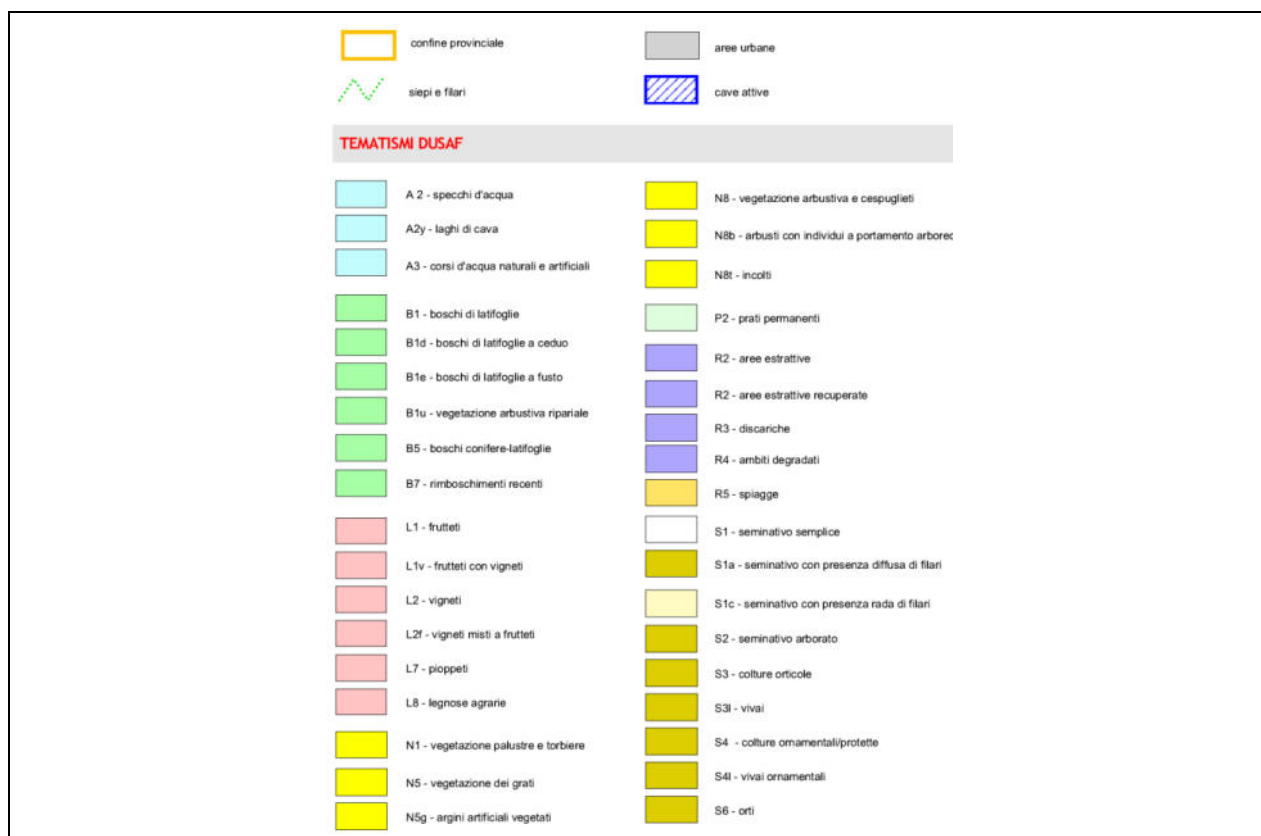 confine provinciale
aree urbane
siepi e filari
cave attive
TEMATISMI DUSAF
A 2 - specchi d'acqua
A2y - laghi di cava
A3 - corsi d'acqua naturali e artificiali
B1 - boschi di latifoglie
B1d - boschi di latifoglie a ceduo
B1e - boschi di latifoglie a fusto
B1u - vegetazione arbustiva ripariale
B5 - boschi conifere-latifoglie
B7 - rimboschimenti recenti
L1 - frutteti
L1v - frutteti con vigneti
L2 - vigneti
L2f - vigneti misti a frutteti
L7 - pioppeti
L8 - legnose agrarie
N1 - vegetazione palustre e torbiere
N5 - vegetazione dei grati
N5g - argini artificiali vegetati
N8 - vegetazione arbustiva e cespuglieti
N8b - arbusti con individui a portamento arboreo
N8t - incolti
P2 - prati permanenti
R2 - aree estrattive
R2 - aree estrattive recuperate
R3 - discariche
R4 - ambiti degradati
R5 - spiagge
S1 - seminativo semplice
S1a - seminativo con presenza diffusa di filari
S1c - seminativo con presenza rada di filari
S2 - seminativo arborato
S3 - colture orticole
S3l - vivai
S4 - colture ornamentali/protette
S4l - vivai ornamentali
S6 - orti